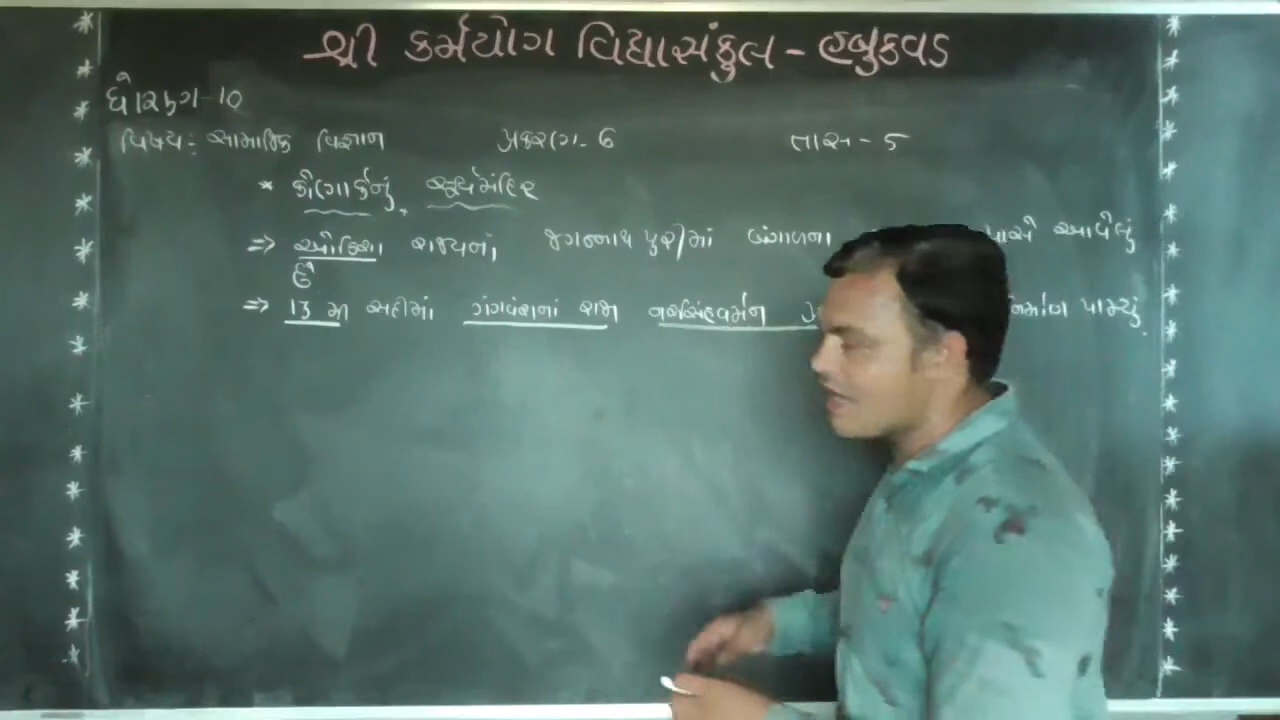 શ્રી કર્મયોગ વિદ્યાસંકુલ - હબુકવડ
ધોરણ - 10
વિષય : સામાજિક વિજ્ઞાન પ્રકરણ - 6 તાસ - 5
* કોણાર્કનું સૂર્યમંદિર
⇒ ઓડિશા રાજ્યનાં જગન્નાથ પુરીમાં બંગાળના પાસે આવેલું
છે
⇒ 13 મી સદીમાં ગંગવંશનાં રાજા નરસિંહવર્મન પામ્યું.